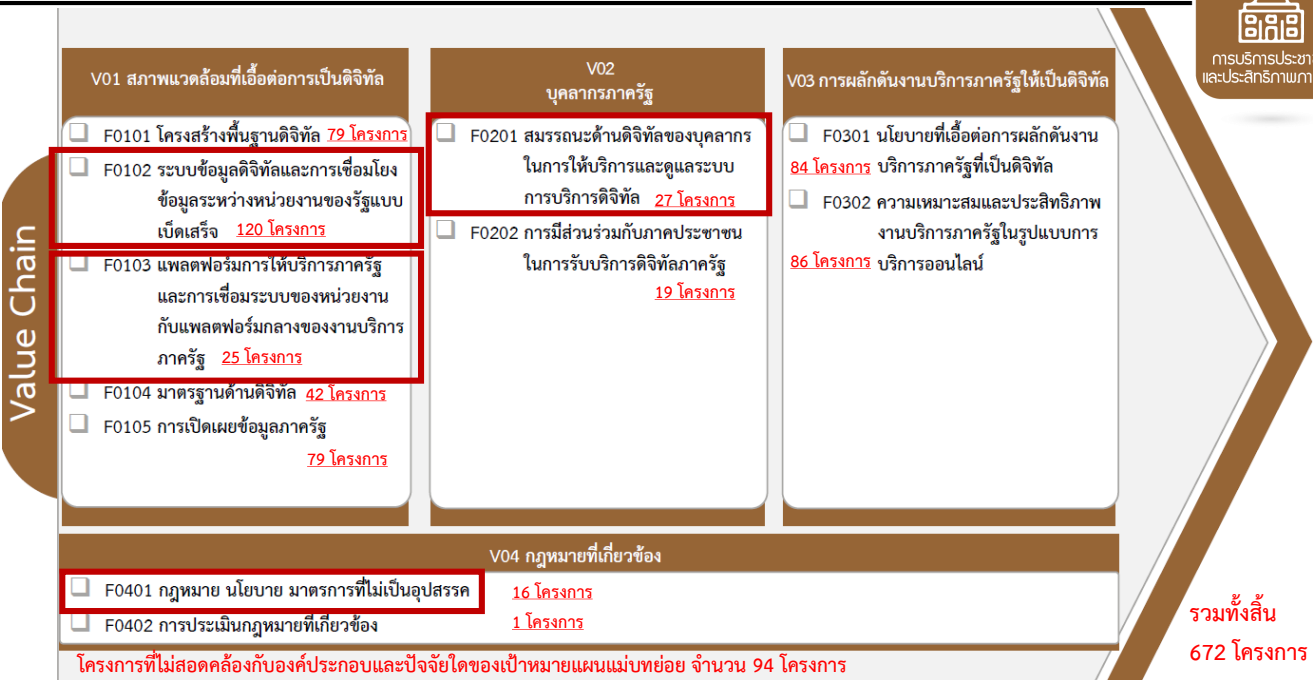 การบริการประชา
และประสิทธิภาพภา
Value Chain
V01 สภาพแวดล้อมที่เอื้อต่อการเป็นดิจิทัล
F0101 โครงสร้างพื้นฐานดิจิทัล 79 โครงการ
F0102 ระบบข้อมูลดิจิทัลและการเชื่อมโยง
ข้อมูลระหว่างหน่วยงานของรัฐแบบ
เบ็ดเสร็จ 120 โครงการ
F0103 แพลตฟอร์มการให้บริการภาครัฐ
และการเชื่อมระบบของหน่วยงาน
กับแพลตฟอร์มกลางของงานบริการ
ภาครัฐ 25 โครงการ
F0104 มาตรฐานด้านดิจิทัล 42 โครงการ
F0105 การเปิดเผยข้อมูลภาครัฐ
79 โครงการ
V02
บุคลากรภาครัฐ
F0201 สมรรถนะด้านดิจิทัลของบุคลากร
ในการให้บริการและดูแลระบบ
การบริการดิจิทัล 27 โครงการ
F0202 การมีส่วนร่วมกับภาคประชาชน
ในการรับบริการดิจิทัลภาครัฐ
19 โครงการ
V03 การผลักดันงานบริการภาครัฐให้เป็นดิจิทัล
F0301 นโยบายที่เอื้อต่อการผลักดันงาน
84 โครงการ บริการภาครัฐที่เป็นดิจิทัล
F0302 ความเหมาะสมและประสิทธิภาพ
งานบริการภาครัฐในรูปแบบการ
86 โครงการ บริการออนไลน์
V04 กฎหมายที่เกี่ยวข้อง
F0401 กฎหมาย นโยบาย มาตรการที่ไม่เป็นอุปสรรค 16 โครงการ
F0402 การประเมินกฎหมายที่เกี่ยวข้อง 1 โครงการ
โครงการที่ไม่สอดคล้องกับองค์ประกอบและปัจจัยใดของเป้าหมายแผนแม่บทย่อย จำนวน 94 โครงการ
รวมทั้งสิ้น
672 โครงการ